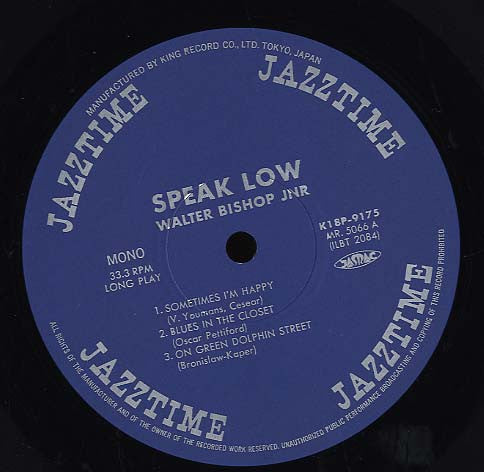 MANUFACTURED BY KING RECORD CO., LTD. TOKYO, JAPAN
JAZZTIME
JAZZTIME
SPEAK LOW
WALTER BISHOP JNR
MONO
33.3 RPM
LONG PLAY
K18P-9175
MR. 5066 A
(ILBT 2084)
JASRAC
1. SOMETIMES I'M HAPPY
(V. Youmans, Cesear)
2. BLUES IN THE CLOSET
(Oscar Pettiford)
3. ON GREEN DOLPHIN STREET
(Bronislaw-Kaper)
JAZZTIME
JAZZTIME
ALL RIGHTS OF THE MANUFACTURER AND OF THE OWNER OF THE RECORDED WORK RESERVED. UNAUTHORIZED PUBLIC PERFORMANCE BROADCASTING AND COPYING OF THIS RECORD PROHIBITED